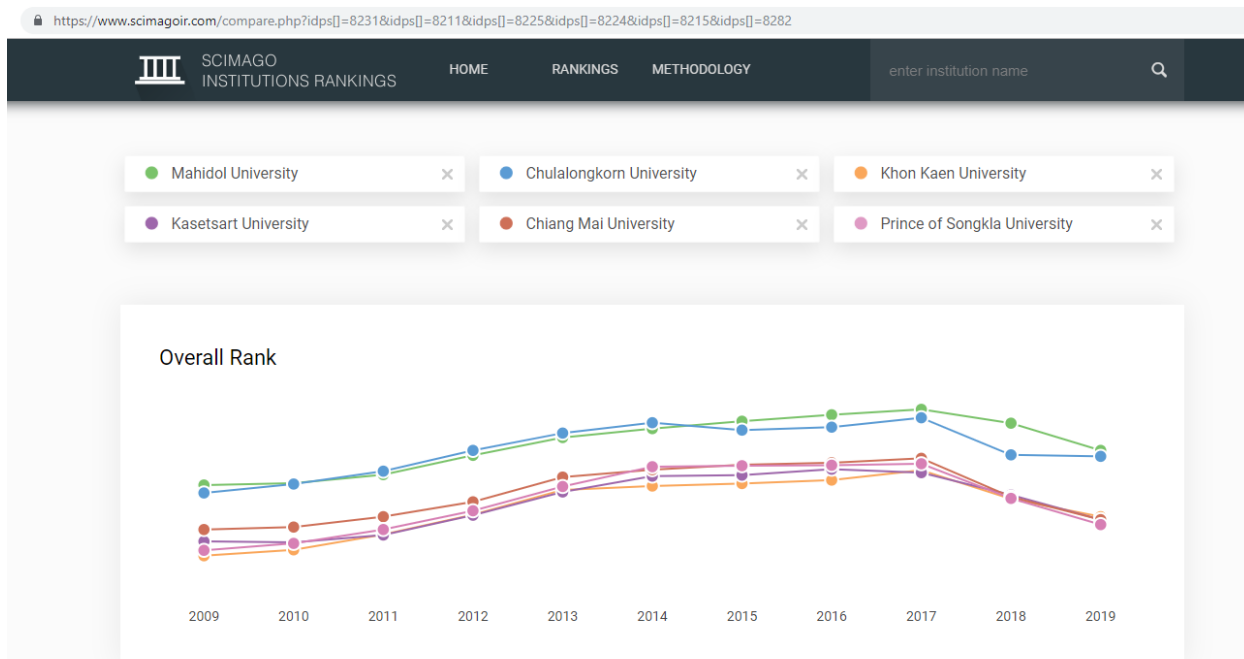 https://www.scimagoir.com/compare.php?idps[]=8231&idps[]=8211&idps[]=8225&idps[]=8224&idps[]=8215&idps[]=8282
SCIMAGO
INSTITUTIONS RANKINGS
HOME RANKINGS METHODOLOGY enter institution name
Mahidol University × Chulalongkorn University × Khon Kaen University ×
Kasetsart University × Chiang Mai University × Prince of Songkla University ×
Overall Rank
2009 2010 2011 2012 2013 2014 2015 2016 2017 2018 2019